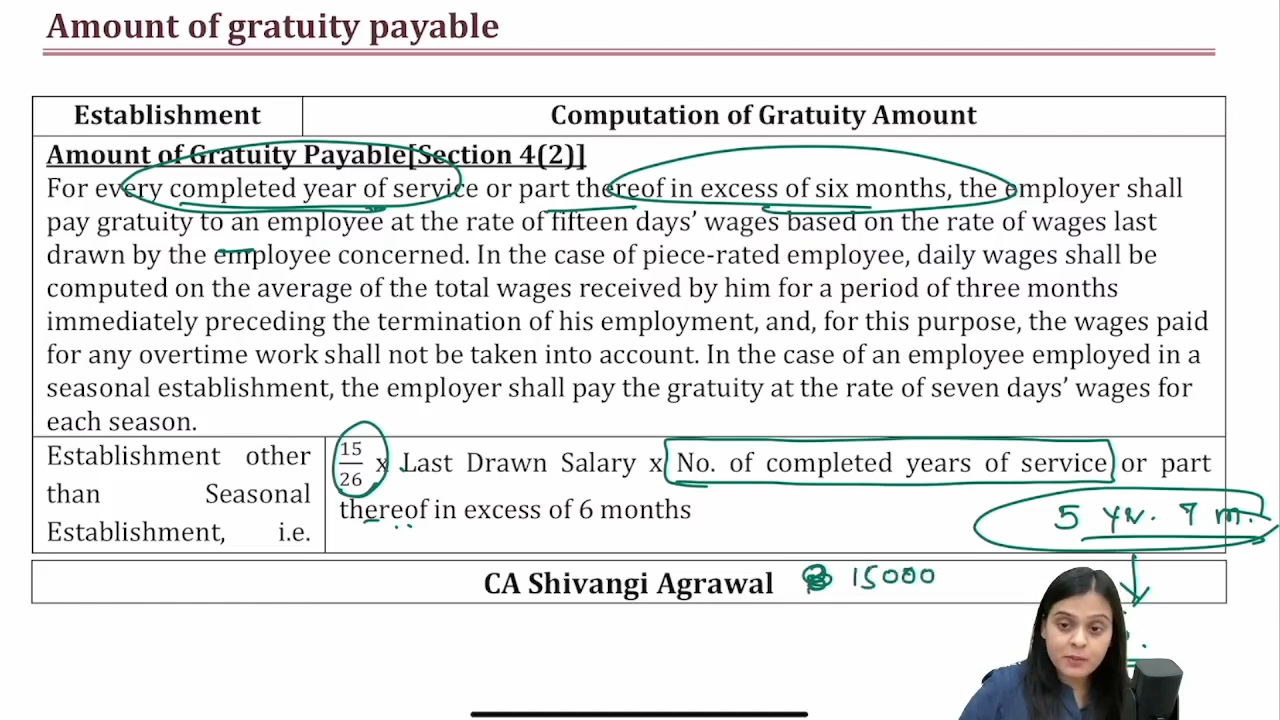 Amount of gratuity payable
Establishment
Computation of Gratuity Amount
Amount of Gratuity Payable[Section 4(2)]
For every completed year of service or part thereof in excess of six months, the employer shall
pay gratuity to an employee at the rate of fifteen days’ wages based on the rate of wages last
drawn by the employee concerned. In the case of piece-rated employee, daily wages shall be
computed on the average of the total wages received by him for a period of three months
immediately preceding the termination of his employment, and, for this purpose, the wages paid
for any overtime work shall not be taken into account. In the case of an employee employed in a
seasonal establishment, the employer shall pay the gratuity at the rate of seven days’ wages for
each season.
Establishment other
than Seasonal
Establishment, i.e.
15/26 x Last Drawn Salary x No. of completed years of service or part
thereof in excess of 6 months
5 yr. 7 m.
CA Shivangi Agrawal
15000